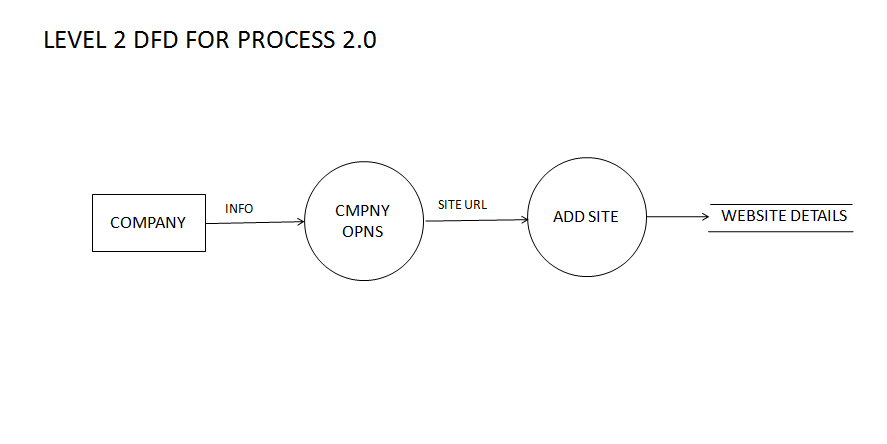 LEVEL 2 DFD FOR PROCESS 2.0
COMPANY
INFO
CMPNY
OPNS
SITE URL
ADD SITE
WEBSITE DETAILS